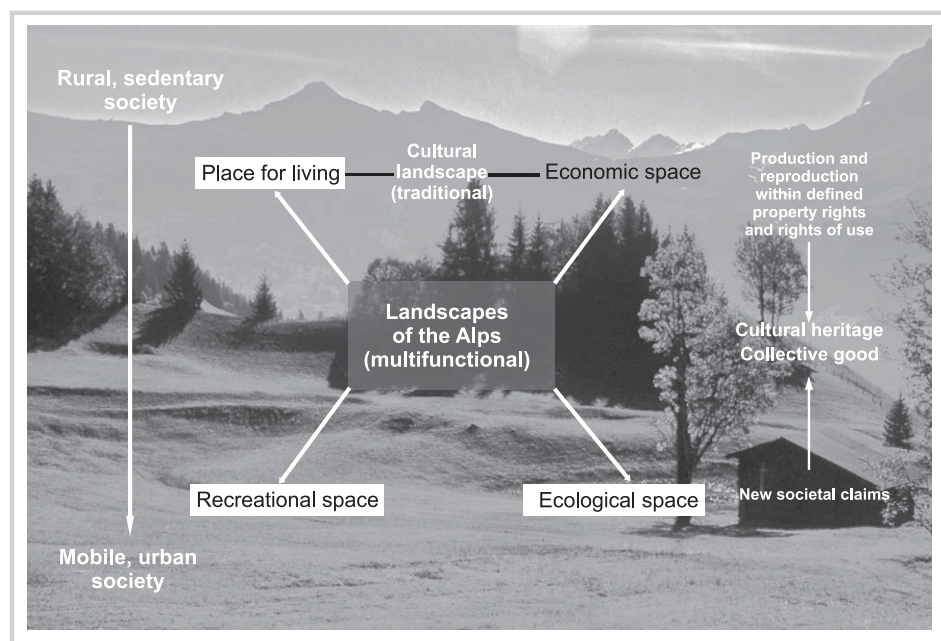 Rural, sedentary
society
Place for living
Cultural
landscape
(traditional)
Economic space
Production and
reproduction
within defined
property rights
and rights of use
Landscapes
of the Alps
(multifunctional)
Cultural heritage
Collective good
Recreational space
Ecological space
New societal claims
Mobile, urban
society